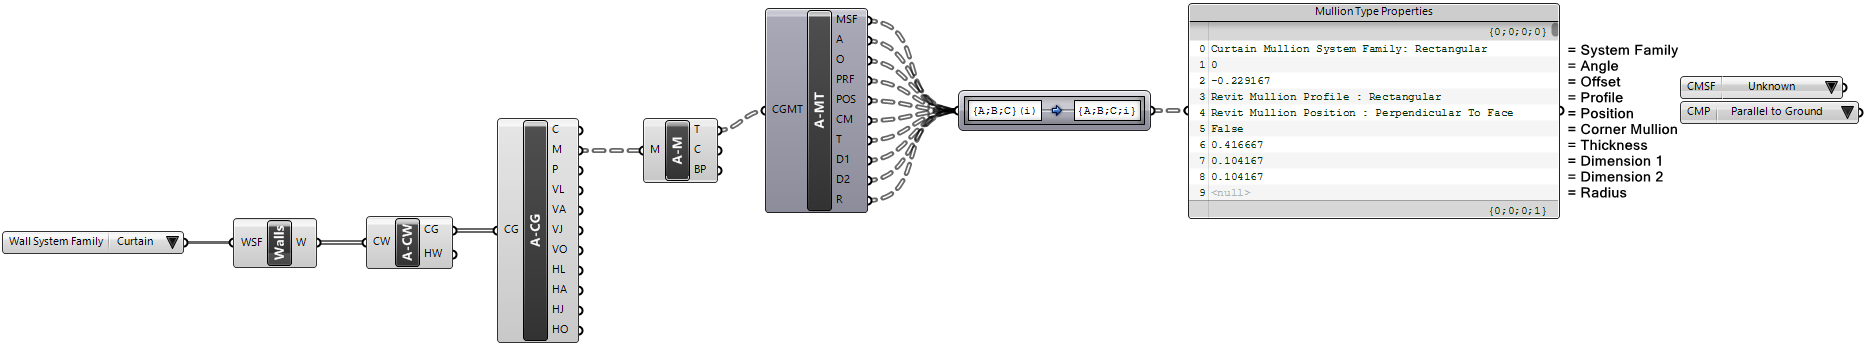 Wall System Family Curtain
WSF Walls W
CW A-CW CG HW
CG A-CG C M P VL VA VJ VO HL HA HJ HO
M A-M T C BP
CGMT A-MT MSF A O PRF POS CM T D1 D2 R
{A;B;C}(i) {A;B;C;i}
Mullion Type Properties
{0;0;0;0}
0 Curtain Mullion System Family: Rectangular
1 0
2 -0.229167
3 Revit Mullion Profile : Rectangular
4 Revit Mullion Position : Perpendicular To Face
5 False
6 0.416667
7 0.104167
8 0.104167
9 <null>
{0;0;0;1}
= System Family
= Angle
= Offset
= Profile
= Position
= Corner Mullion
= Thickness
= Dimension 1
= Dimension 2
= Radius
CMSF Unknown
CMP Parallel to Ground